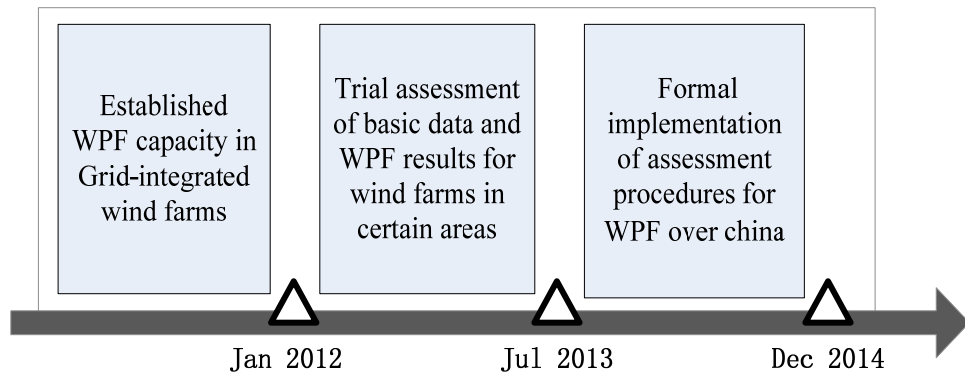 Established
WPF capacity in
Grid-integrated
wind farms
Trial assessment
of basic data and
WPF results for
wind farms in
certain areas
Formal
implementation
of assessment
procedures for
WPF over china
Jan 2012
Jul 2013
Dec 2014